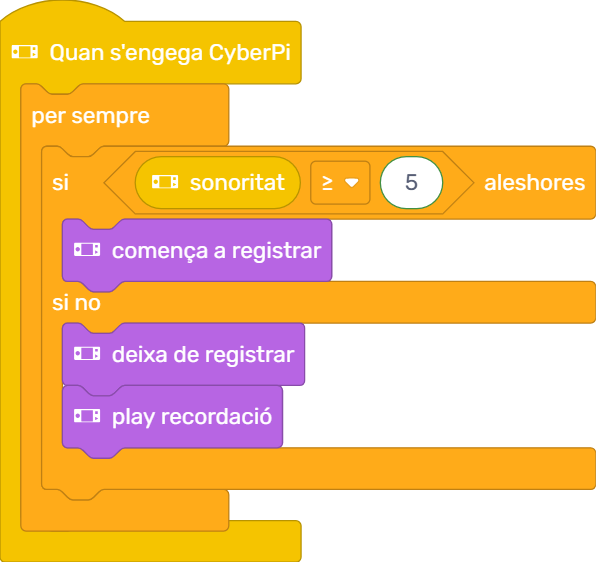 Quan s'engega CyberPi
per sempre
si sonoritat ≥ 5 aleshores
comença a registrar
si no
deixa de registrar
play recordació